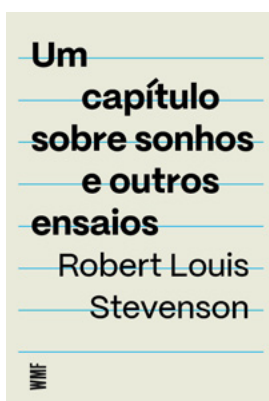 Um
capítulo
sobre sonhos
e outros
ensaios
Robert Louis
Stevenson
WMF